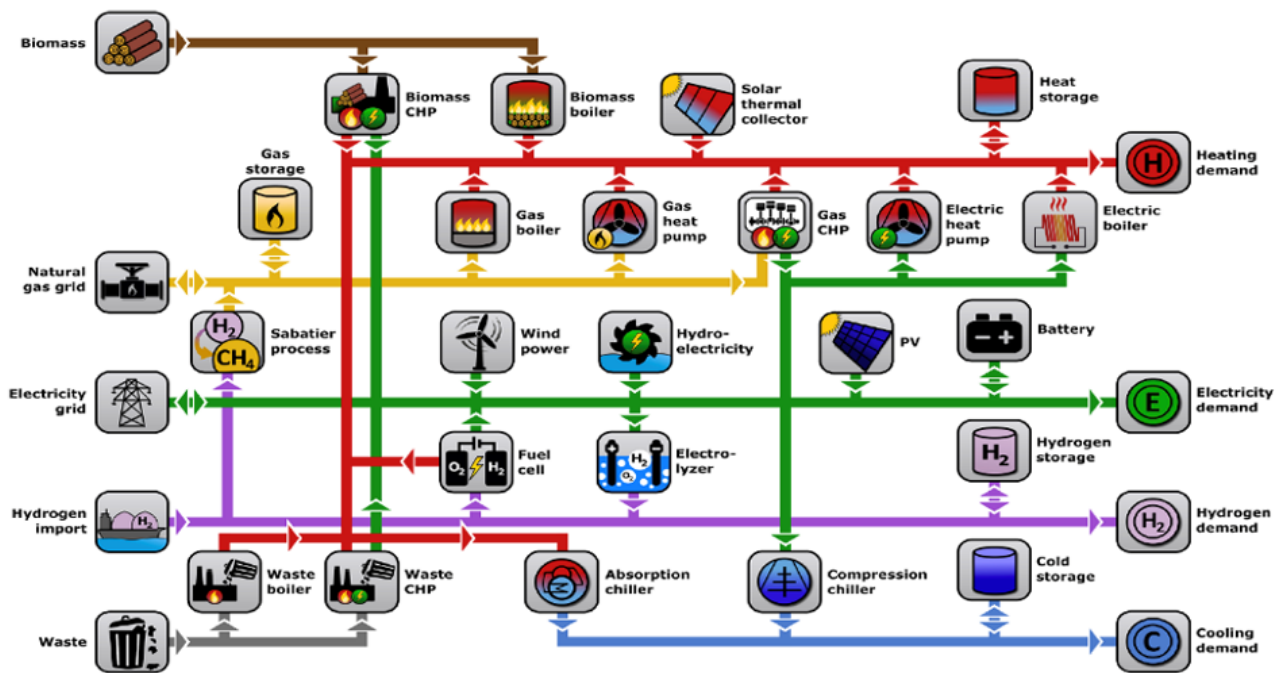 Biomass
Biomass
CHP
Biomass
boiler
Solar
thermal
collector
Heat
storage
H
Heating
demand
Gas
storage
Gas
boiler
Gas
heat
pump
Gas
CHP
Electric
heat
pump
Electric
boiler
Natural
gas grid
H2
CH4
Sabatier
process
Wind
power
Hydro-
electricity
PV
Battery
Electricity
grid
E
Electricity
demand
O2
H2
Fuel
cell
H2
O2
Electro-
lyzer
H2
Hydrogen
storage
Hydrogen
import
H2
H2
Hydrogen
demand
Waste
boiler
Waste
CHP
M
Absorption
chiller
Compression
chiller
Cold
storage
Waste
C
Cooling
demand